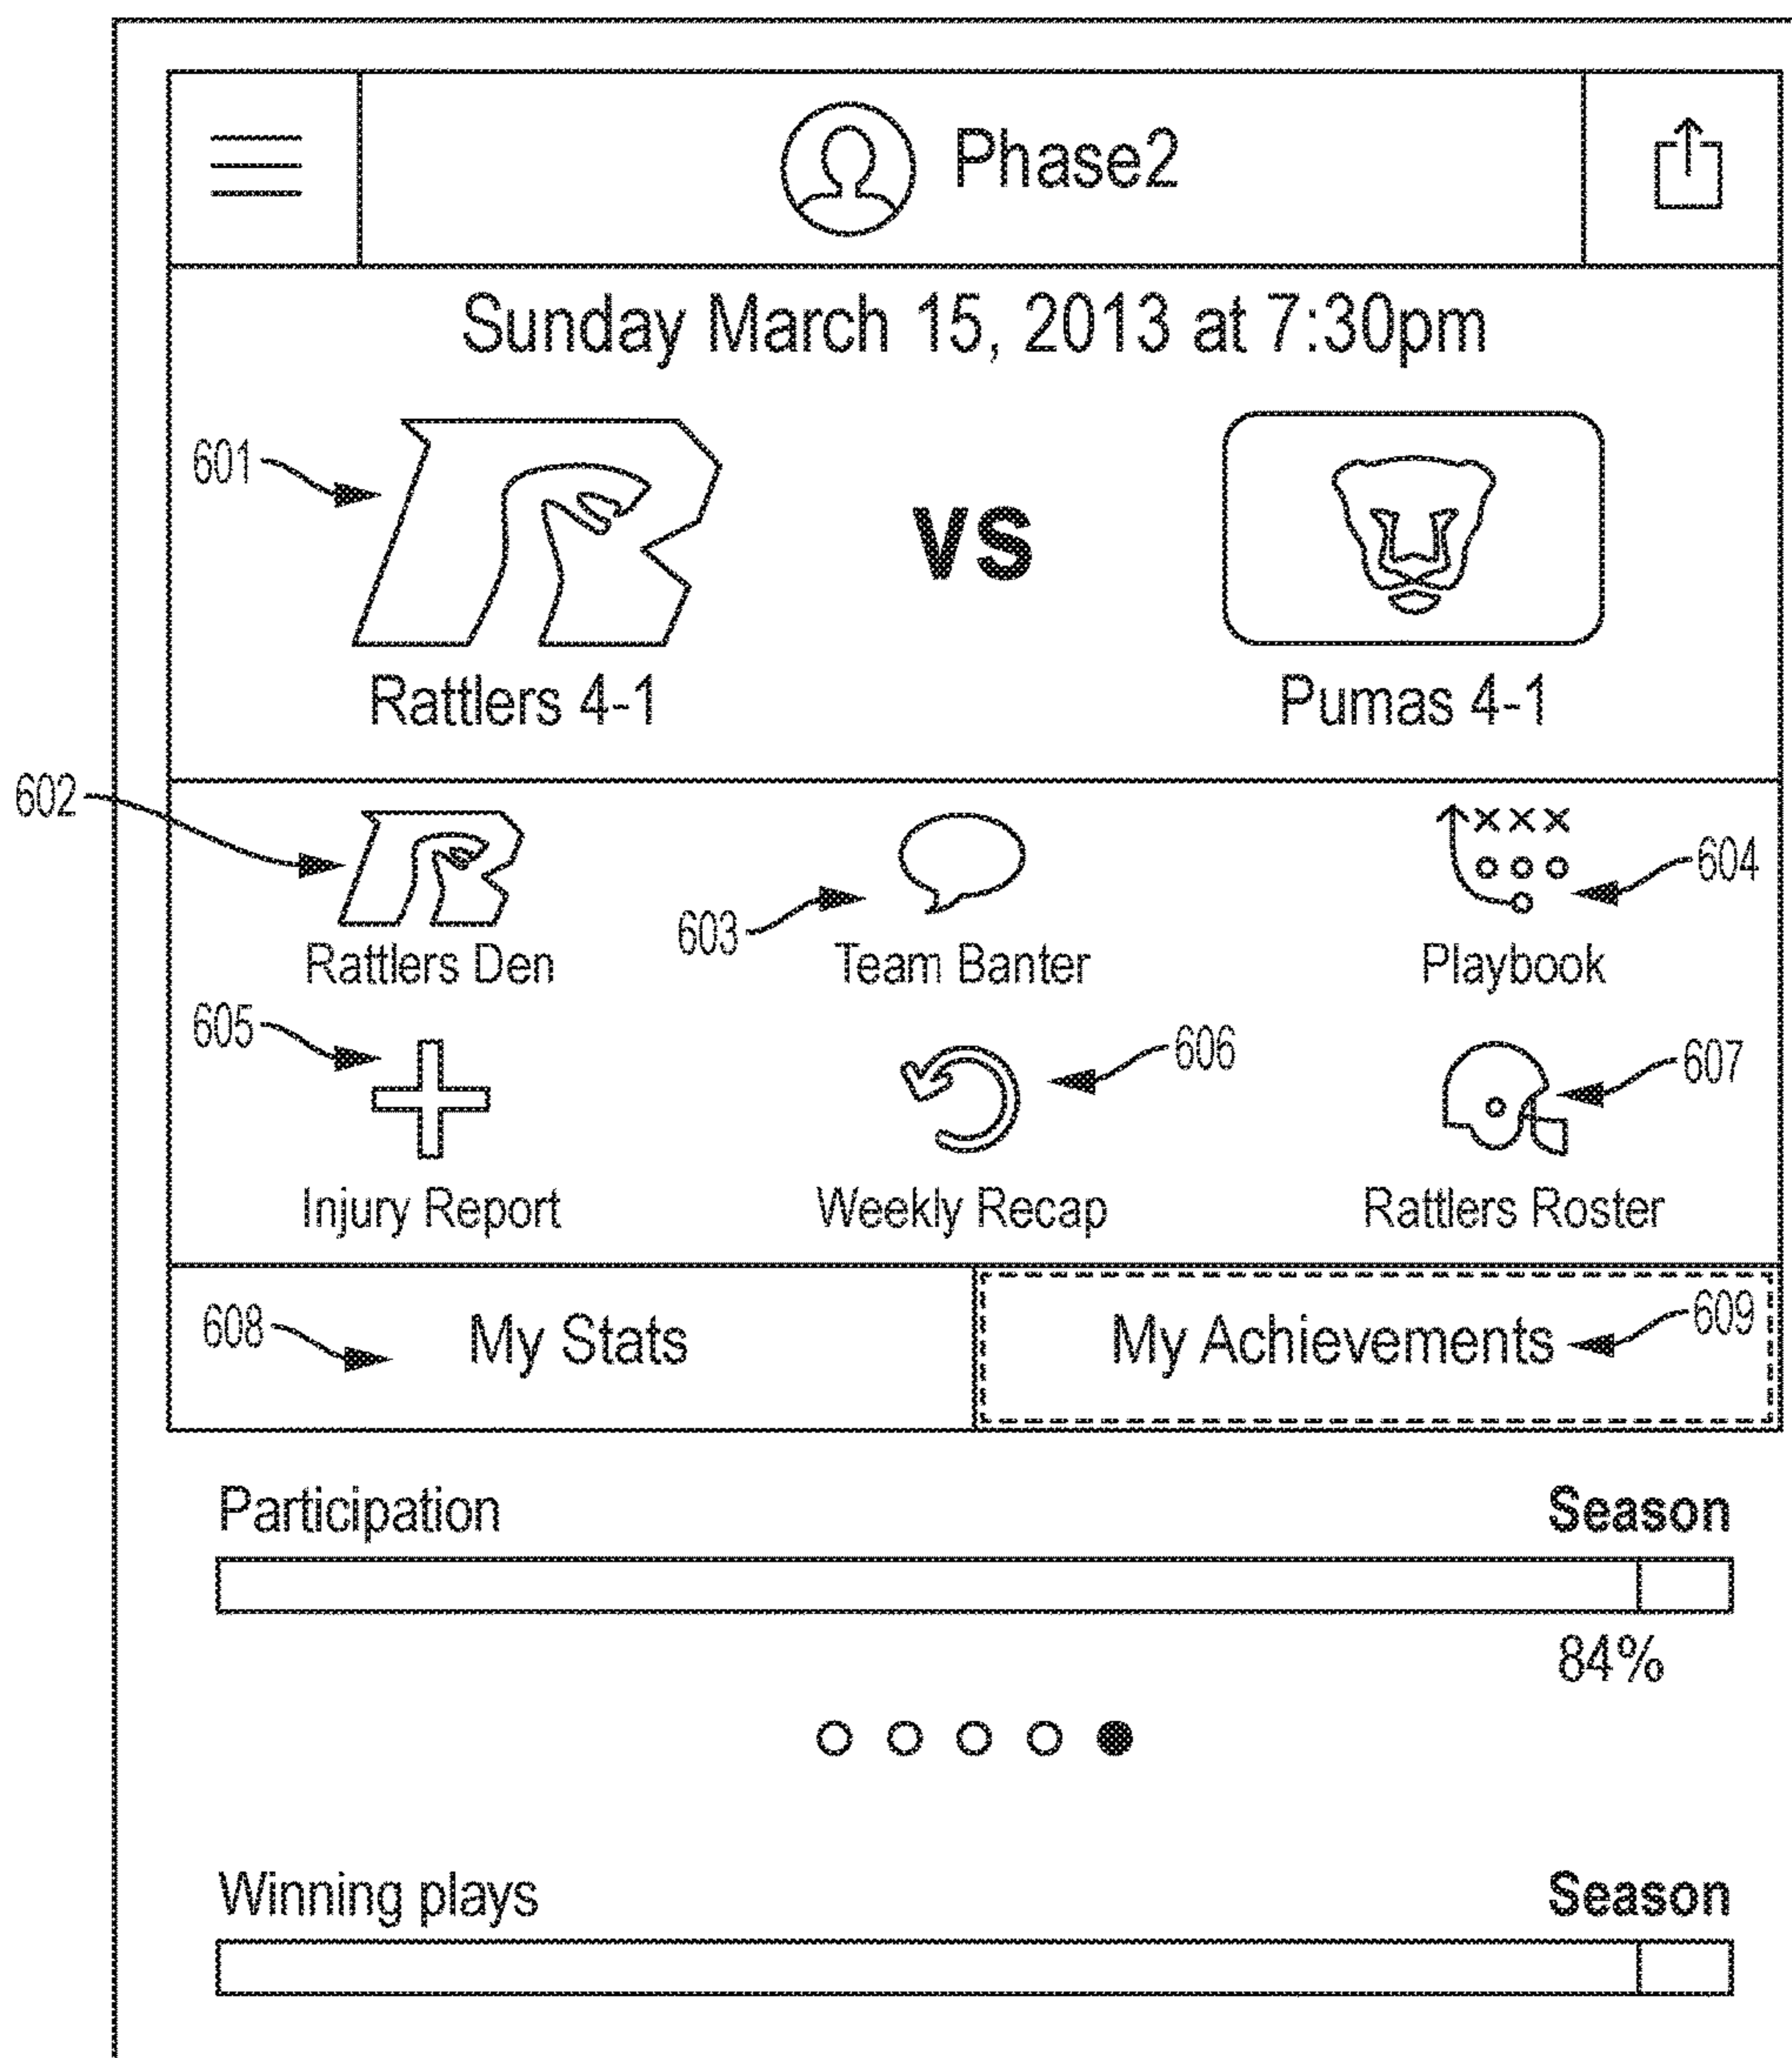 Phase2
Sunday March 15, 2013 at 7:30pm
601
vs
Rattlers 4-1
Pumas 4-1
602
603
604
Rattlers Den
Team Banter
Playbook
605
606
607
Injury Report
Weekly Recap
Rattlers Roster
608
My Stats
My Achievements
609
Participation
Season
84%
Winning plays
Season